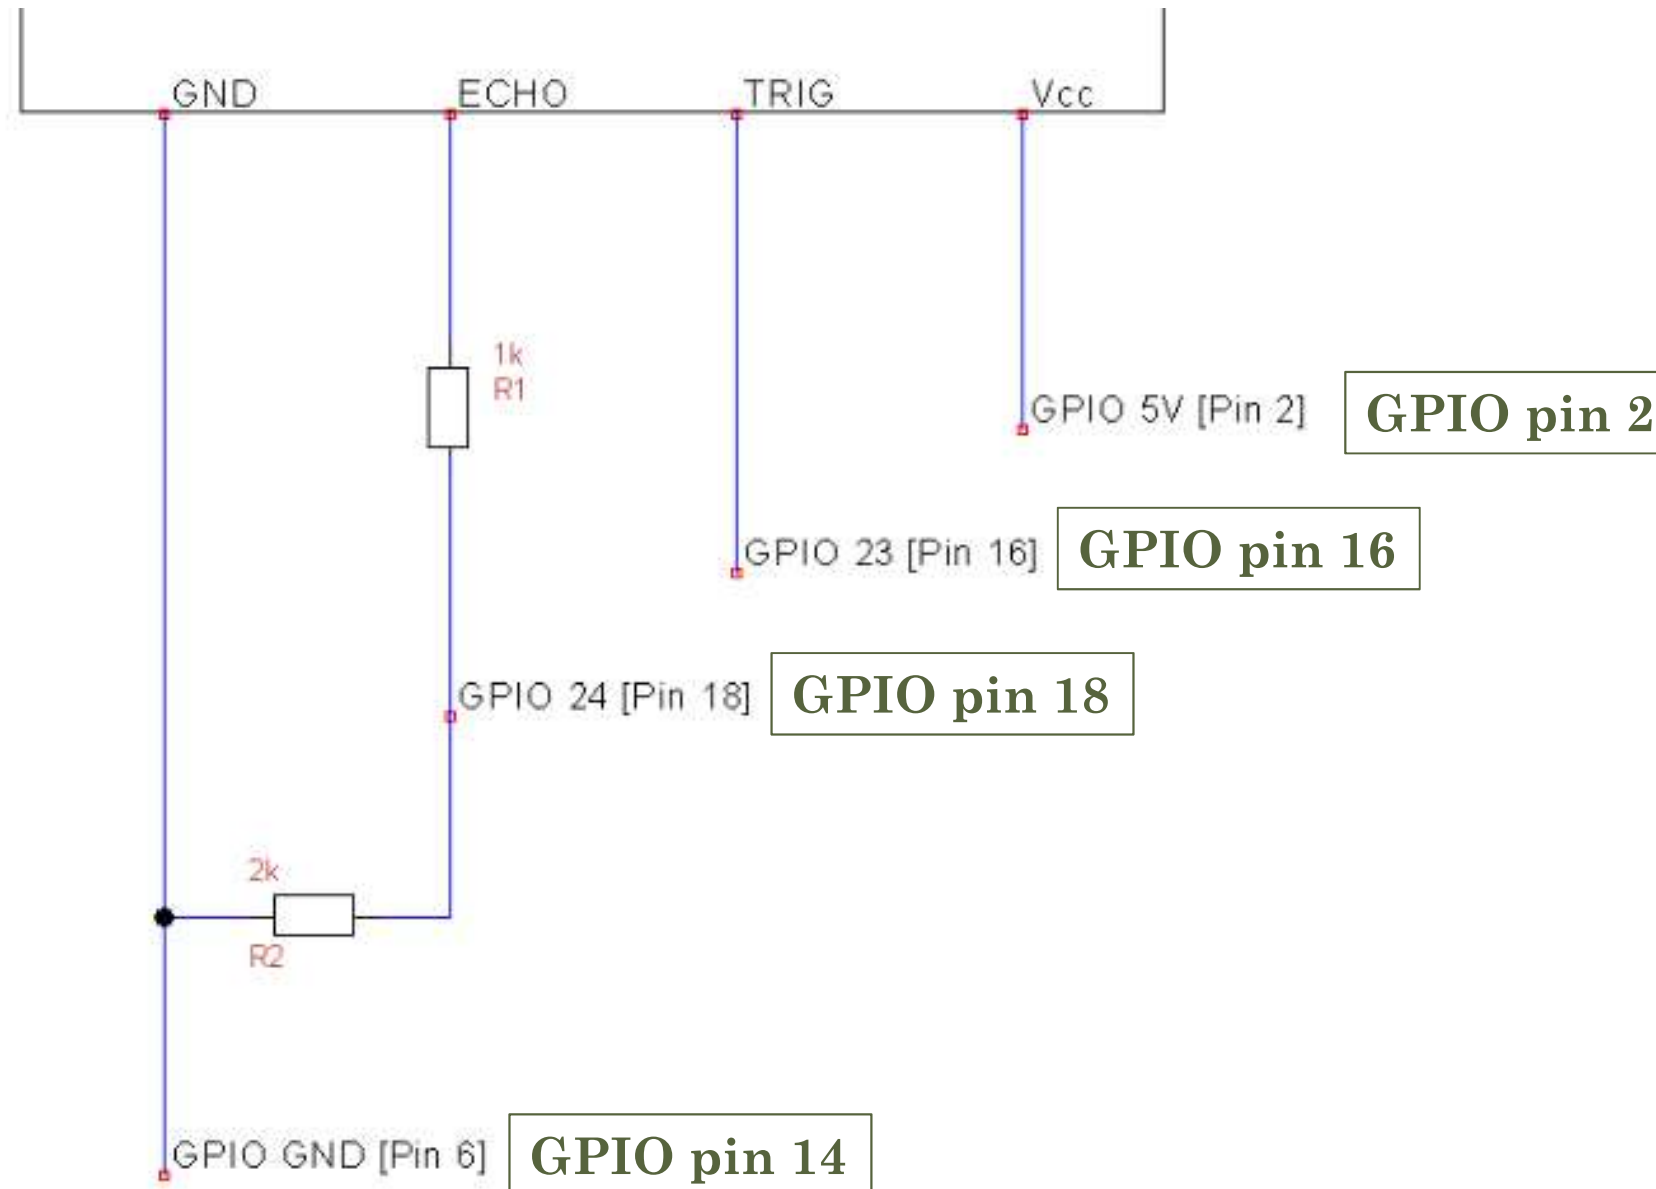 GND ECHO TRIG Vcc
1k
R1
GPIO 5V [Pin 2] GPIO pin 2
GPIO 23 [Pin 16] GPIO pin 16
GPIO 24 [Pin 18] GPIO pin 18
2k
R2
GPIO GND [Pin 6] GPIO pin 14